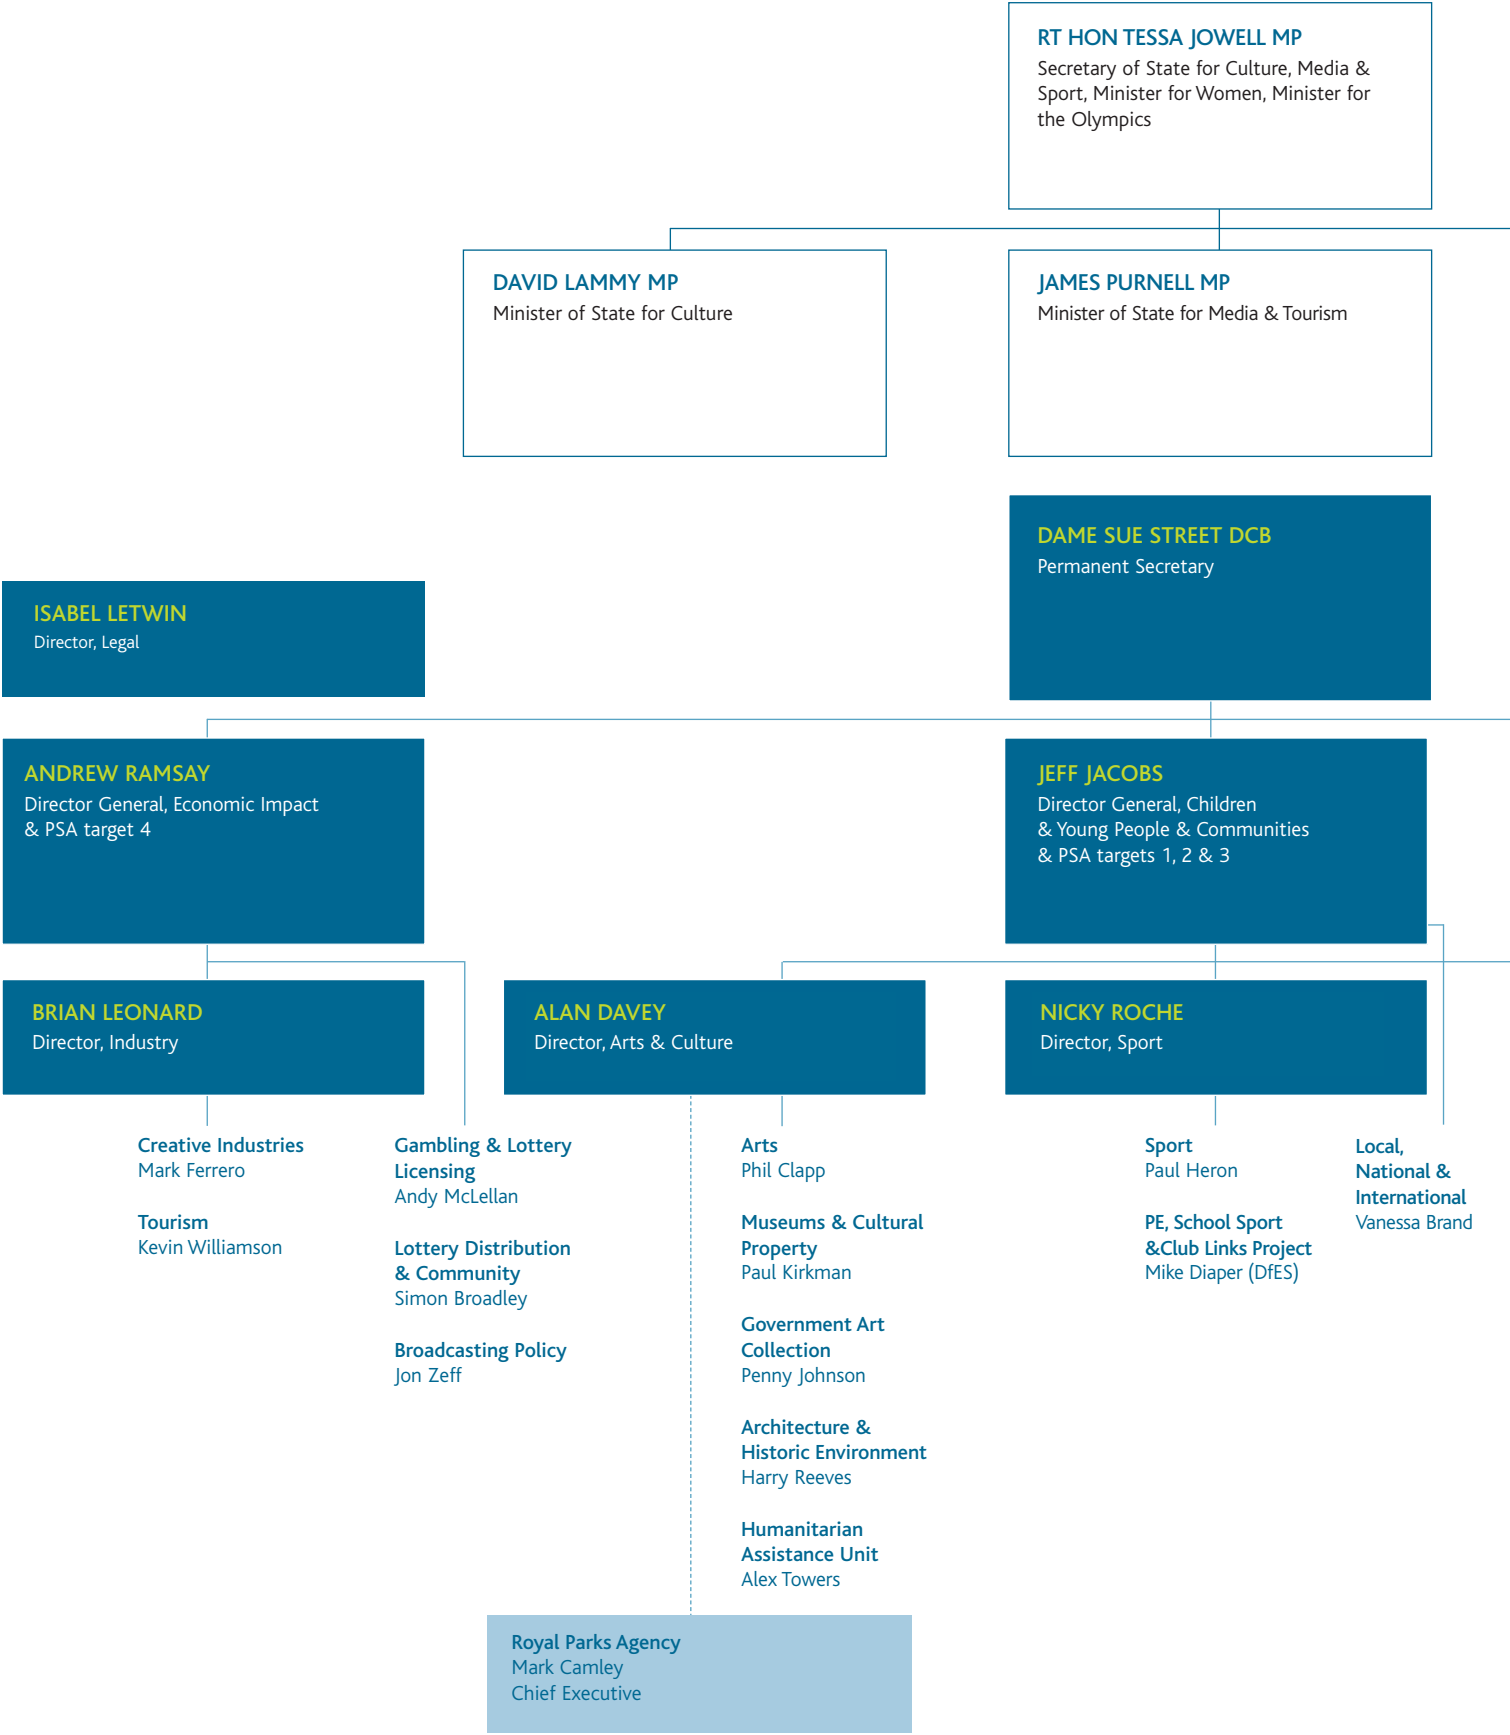 RT HON TESSA JOWELL MP
Secretary of State for Culture, Media &
Sport, Minister for Women, Minister for
the Olympics
DAVID LAMMY MP
Minister of State for Culture
JAMES PURNELL MP
Minister of State for Media & Tourism
DAME SUE STREET DCB
Permanent Secretary
ISABEL LETWIN
Director, Legal
ANDREW RAMSAY
Director General, Economic Impact
& PSA target 4
JEFF JACOBS
Director General, Children
& Young People & Communities
& PSA targets 1, 2 & 3
BRIAN LEONARD
Director, Industry
ALAN DAVEY
Director, Arts & Culture
NICKY ROCHE
Director, Sport
Creative Industries
Mark Ferrero
Tourism
Kevin Williamson
Gambling & Lottery
Licensing
Andy McLellan
Lottery Distribution
& Community
Simon Broadley
Broadcasting Policy
Jon Zeff
Arts
Phil Clapp
Museums & Cultural
Property
Paul Kirkman
Government Art
Collection
Penny Johnson
Architecture &
Historic Environment
Harry Reeves
Humanitarian
Assistance Unit
Alex Towers
Sport
Paul Heron
PE, School Sport
&Club Links Project
Mike Diaper (DfES)
Local,
National &
International
Vanessa Brand
Royal Parks Agency
Mark Camley
Chief Executive